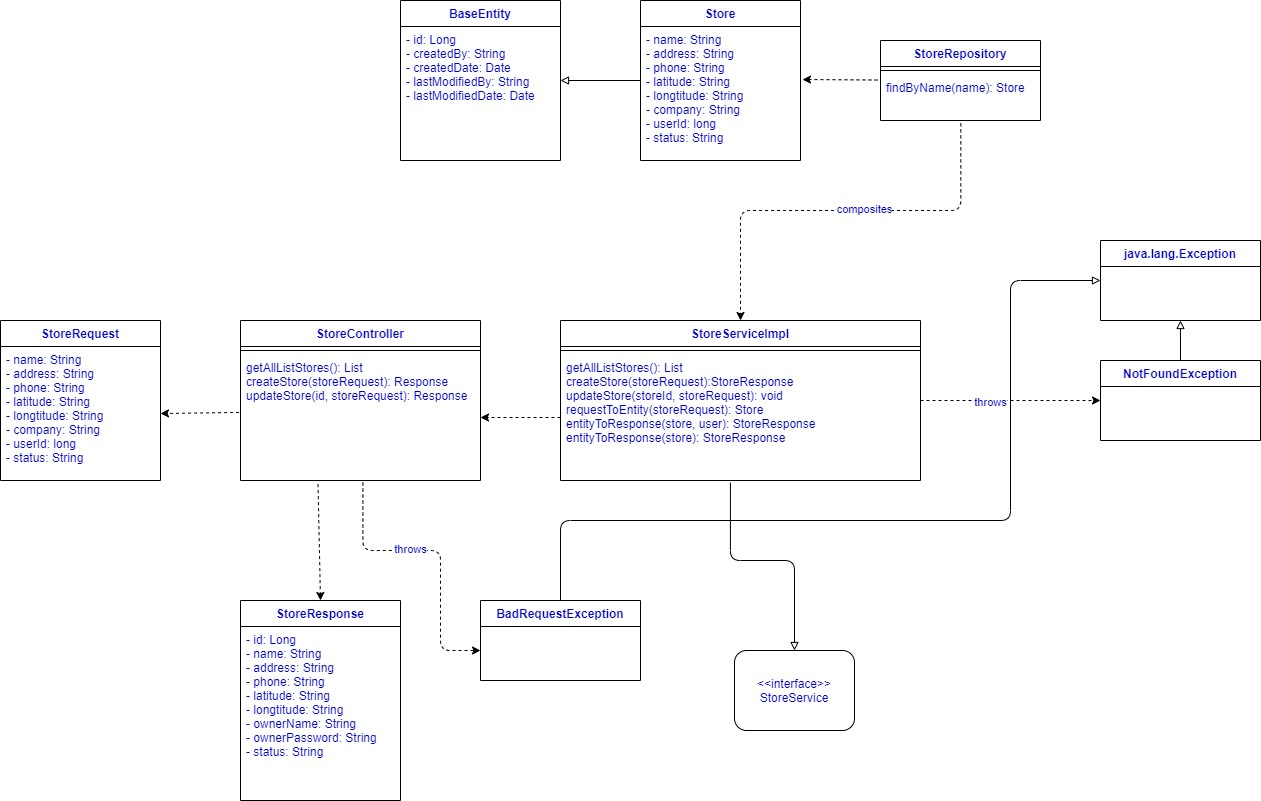 BaseEntity
- id: Long
- createdBy: String
- createdDate: Date
- lastModifiedBy: String
- lastModifiedDate: Date
Store
- name: String
- address: String
- phone: String
- latitude: String
- longtitude: String
- company: String
- userId: long
- status: String
StoreRepository
findByName(name): Store
composites
java.lang.Exception
StoreRequest
- name: String
- address: String
- phone: String
- latitude: String
- longtitude: String
- company: String
- userId: long
- status: String
StoreController
getAllListStores(): List
createStore(storeRequest): Response
updateStore(id, storeRequest): Response
StoreServiceImpl
getAllListStores(): List
createStore(storeRequest):StoreResponse
updateStore(storeId, storeRequest): void
requestToEntity(storeRequest): Store
entityToResponse(store, user): StoreResponse
entityToResponse(store): StoreResponse
throws
NotFoundException
throws
StoreResponse
- id: Long
- name: String
- address: String
- phone: String
- latitude: String
- longtitude: String
- ownerName: String
- ownerPassword: String
- status: String
BadRequestException
<<interface>>
StoreService